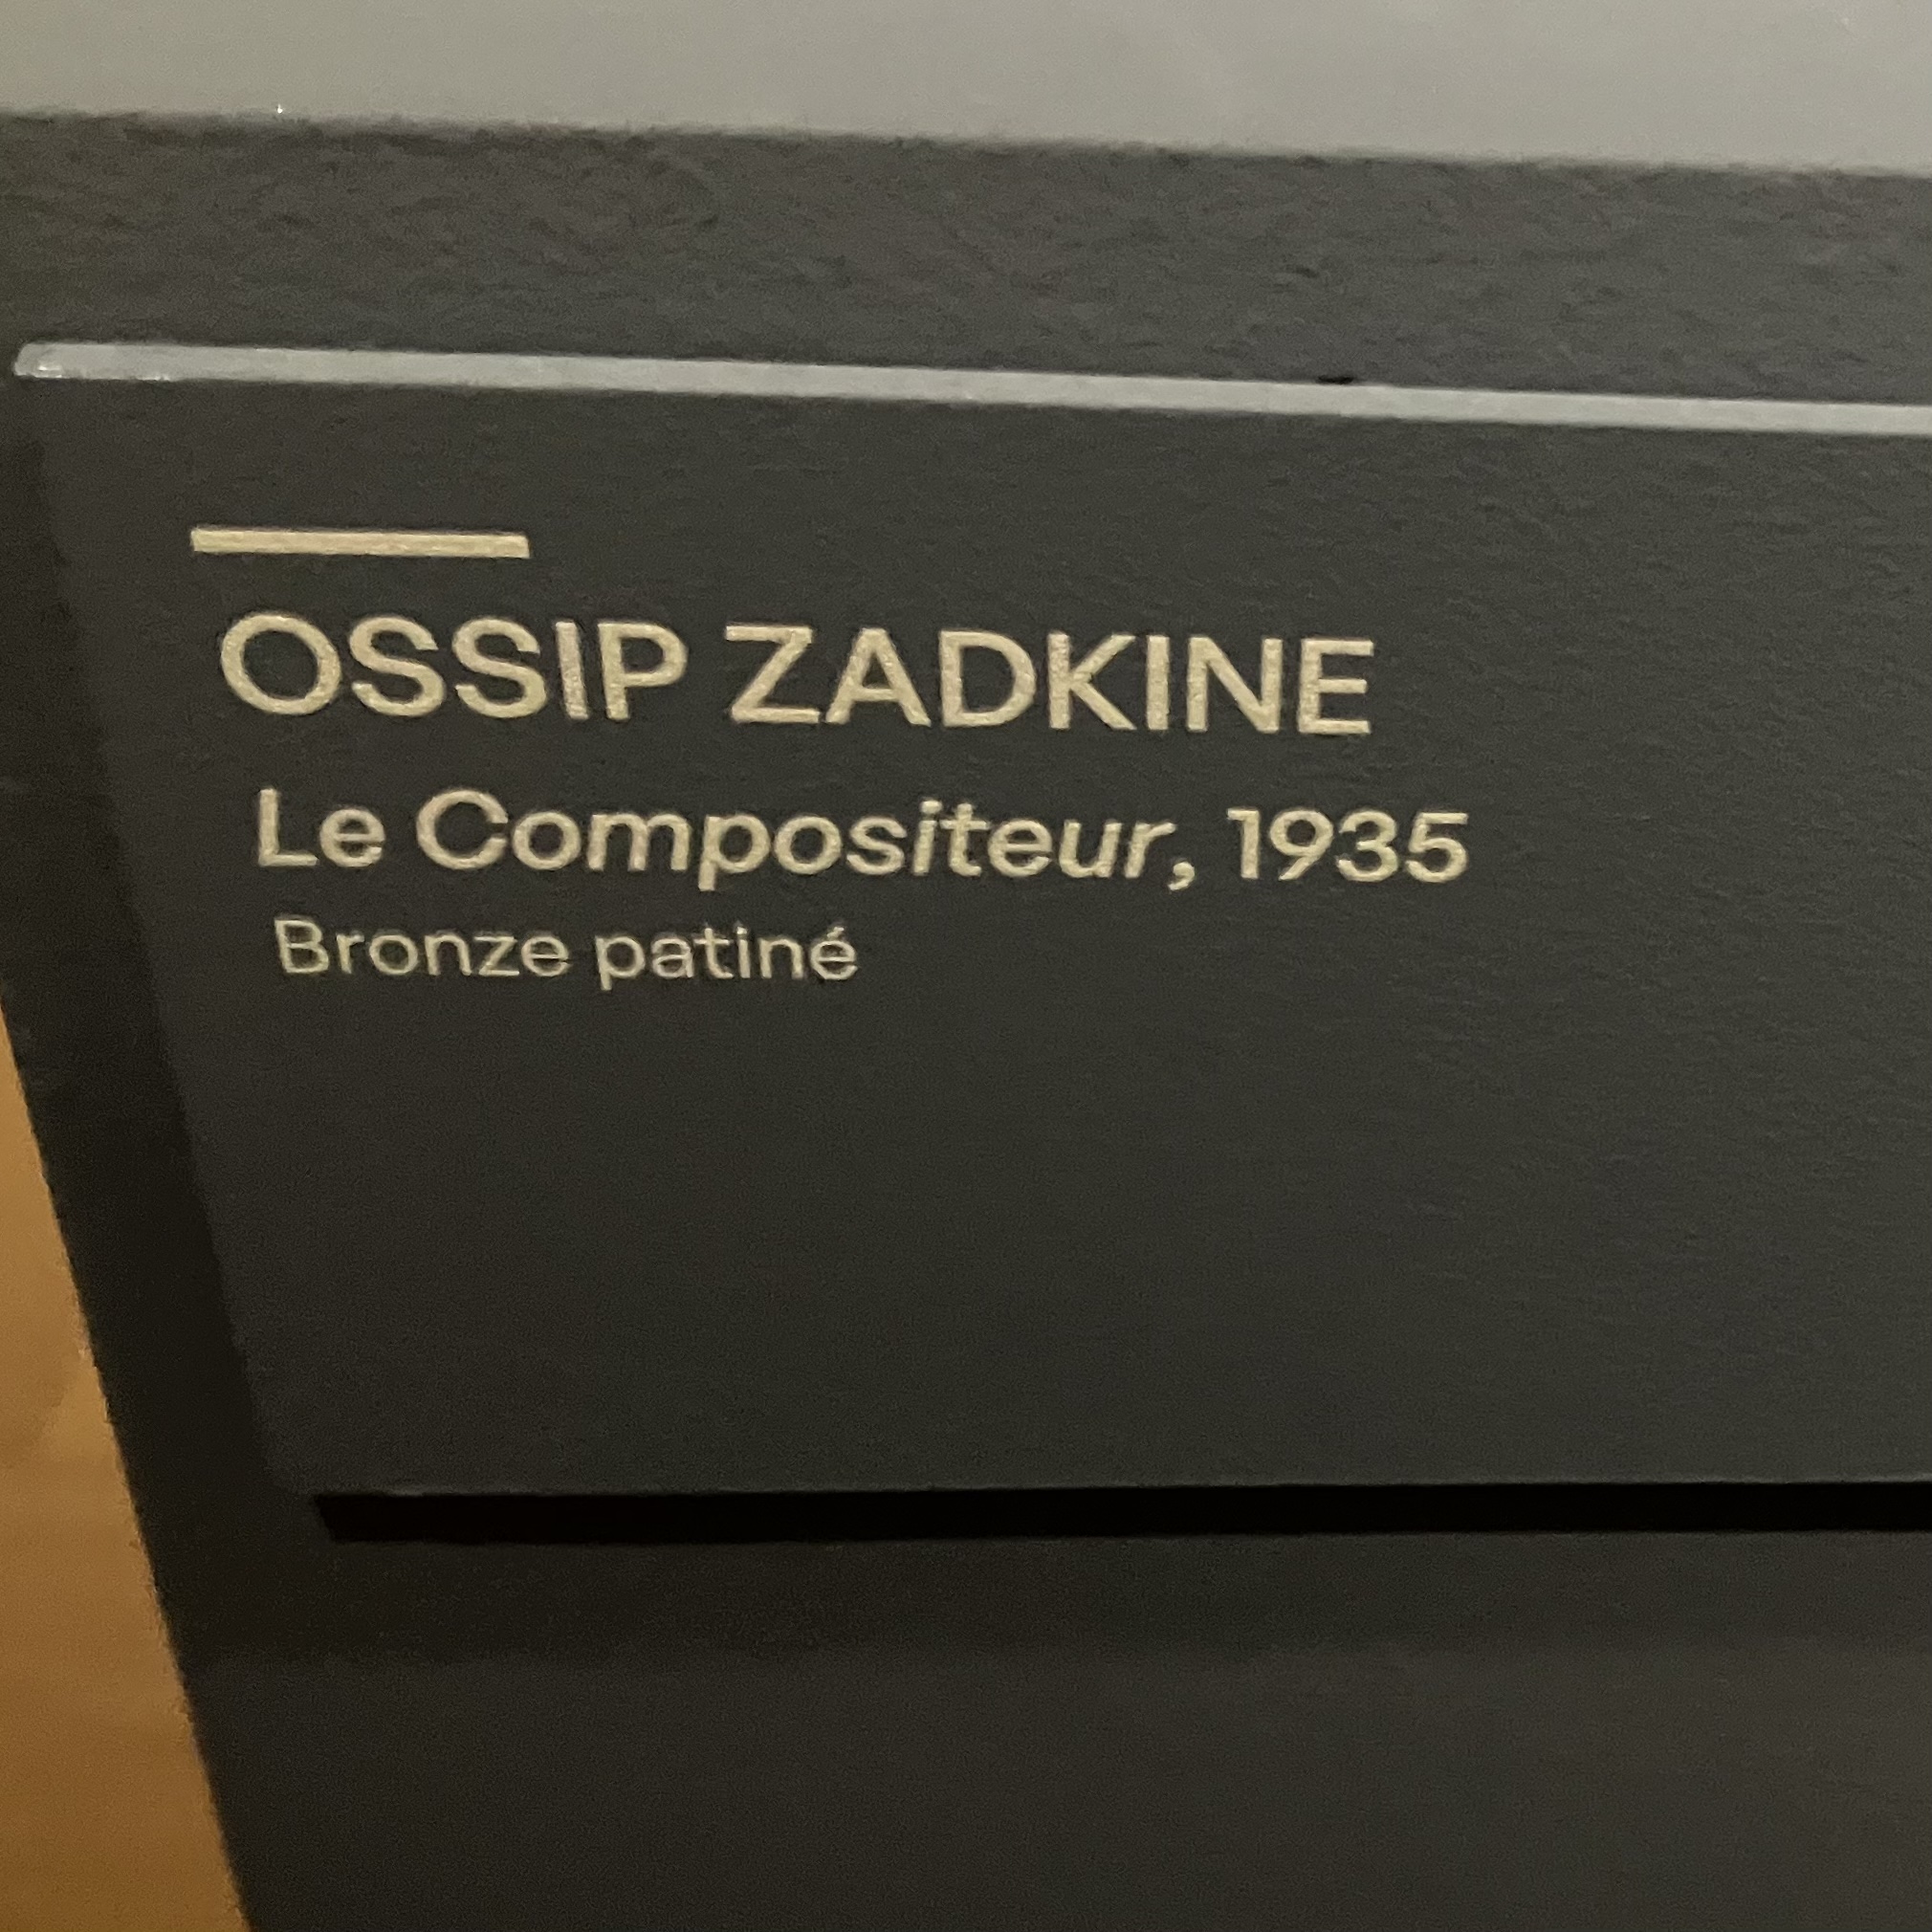 OSSIP ZADKINE
Le Compositeur, 1935
Bronze patiné